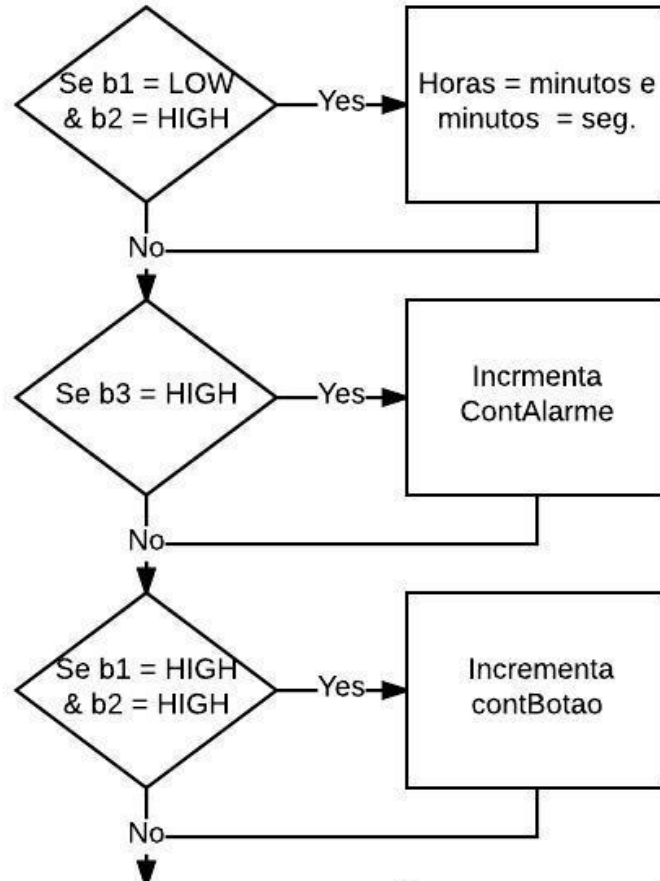 Se b1 = LOW
& b2 = HIGH
Yes
Horas = minutos e
minutos = seg.
No
Se b3 = HIGH
Yes
Incrmenta
ContAlarme
No
Se b1 = HIGH
& b2 = HIGH
Yes
Incrementa
contBotao
No